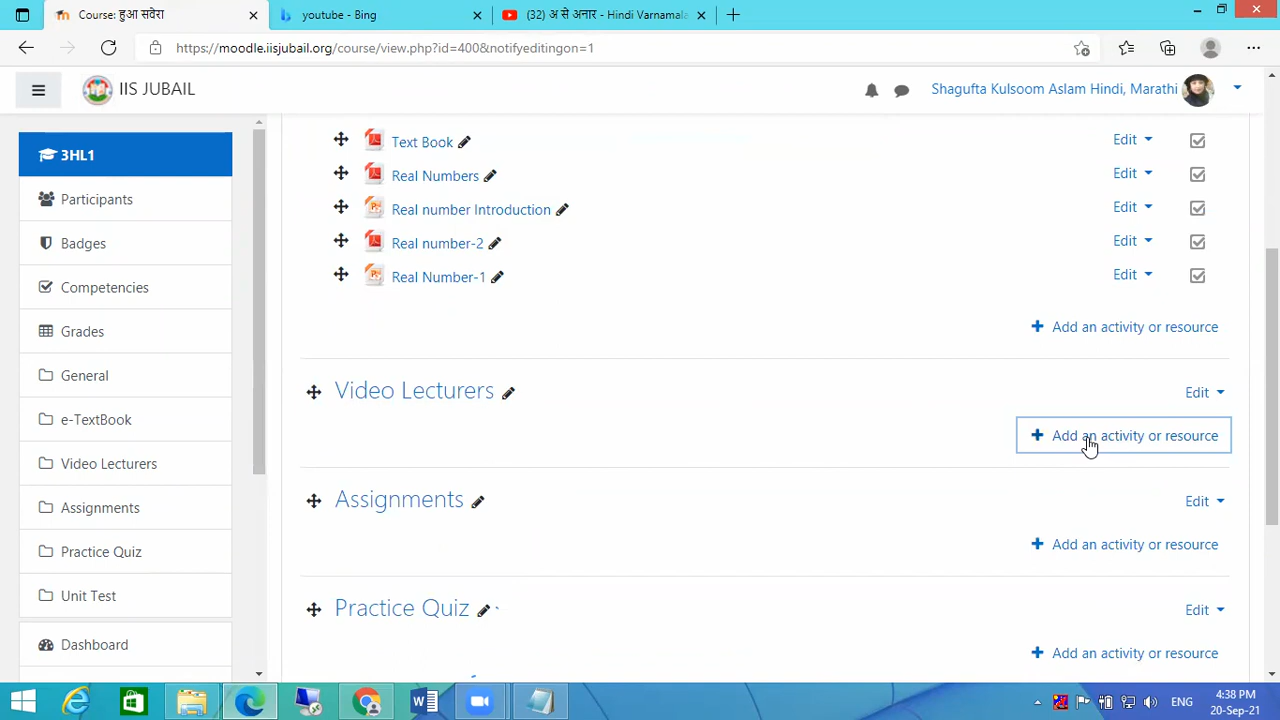 Course: हुआ सवेरा
youtube - Bing
(32) अ से अनार - Hindi Varnamala
https://moodle.iisjubail.org/course/view.php?id=400&notifyeditingon=1
IIS JUBAIL
Shagufta Kulsoom Aslam Hindi, Marathi
3HL1
Participants
Badges
Competencies
Grades
General
e-TextBook
Video Lecturers
Assignments
Practice Quiz
Unit Test
Dashboard
Text Book
Edit
Real Numbers
Edit
Real number Introduction
Edit
Real number-2
Edit
Real Number-1
Edit
Add an activity or resource
Video Lecturers
Edit
Add an activity or resource
Assignments
Edit
Add an activity or resource
Practice Quiz
Edit
Add an activity or resource
ENG
4:38 PM
20-Sep-21